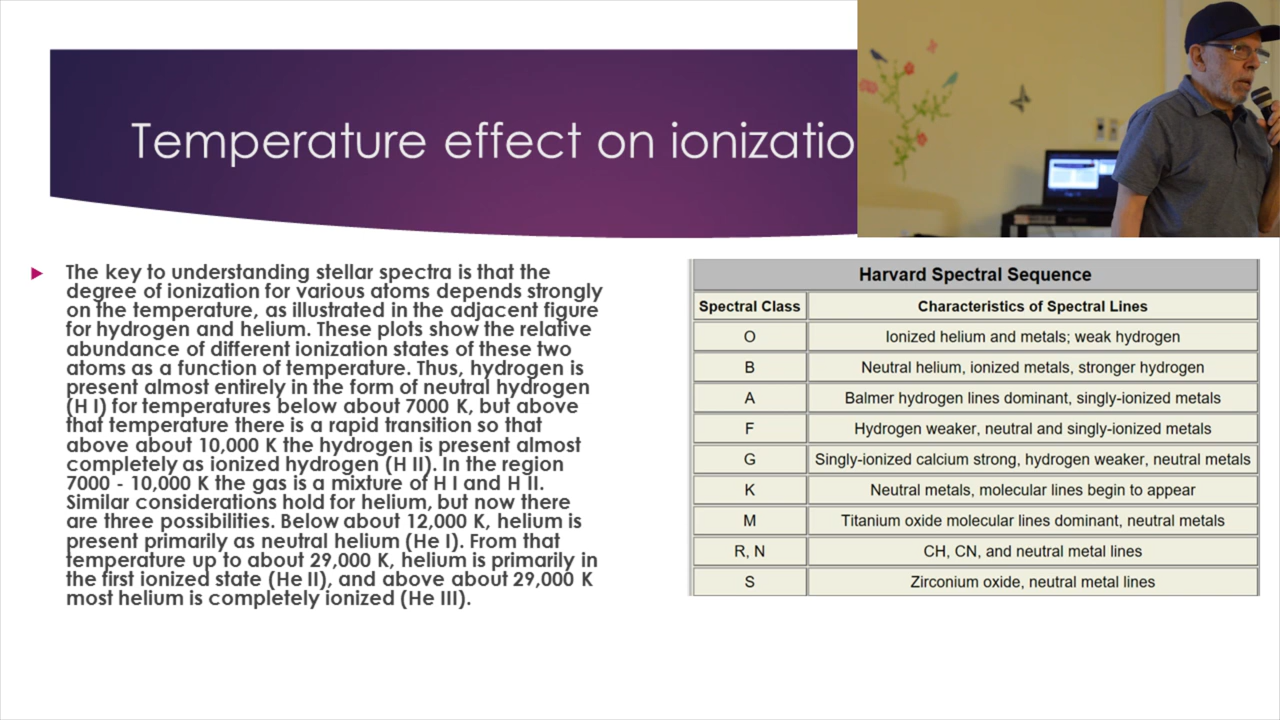 Temperature effect on ionizatio
The key to understanding stellar spectra is that the
degree of ionization for various atoms depends strongly
on the temperature, as illustrated in the adjacent figure
for hydrogen and helium. These plots show the relative
abundance of different ionization states of these two
atoms as a function of temperature. Thus, hydrogen is
present almost entirely in the form of neutral hydrogen
(H I) for temperatures below about 7000 K, but above
that temperature there is a rapid transition so that
above about 10,000 K the hydrogen is present almost
completely as ionized hydrogen (H II). In the region
7000 - 10,000 K the gas is a mixture of H I and H II.
Similar considerations hold for helium, but now there
are three possibilities. Below about 12,000 K, helium is
present primarily as neutral helium (He I). From that
temperature up to about 29,000 K, helium is primarily in
the first ionized state (He II), and above about 29,000 K
most helium is completely ionized (He III).
Harvard Spectral Sequence
Spectral Class Characteristics of Spectral Lines
O Ionized helium and metals; weak hydrogen
B Neutral helium, ionized metals, stronger hydrogen
A Balmer hydrogen lines dominant, singly-ionized metals
F Hydrogen weaker, neutral and singly-ionized metals
G Singly-ionized calcium strong, hydrogen weaker, neutral metals
K Neutral metals, molecular lines begin to appear
M Titanium oxide molecular lines dominant, neutral metals
R, N CH, CN, and neutral metal lines
S Zirconium oxide, neutral metal lines